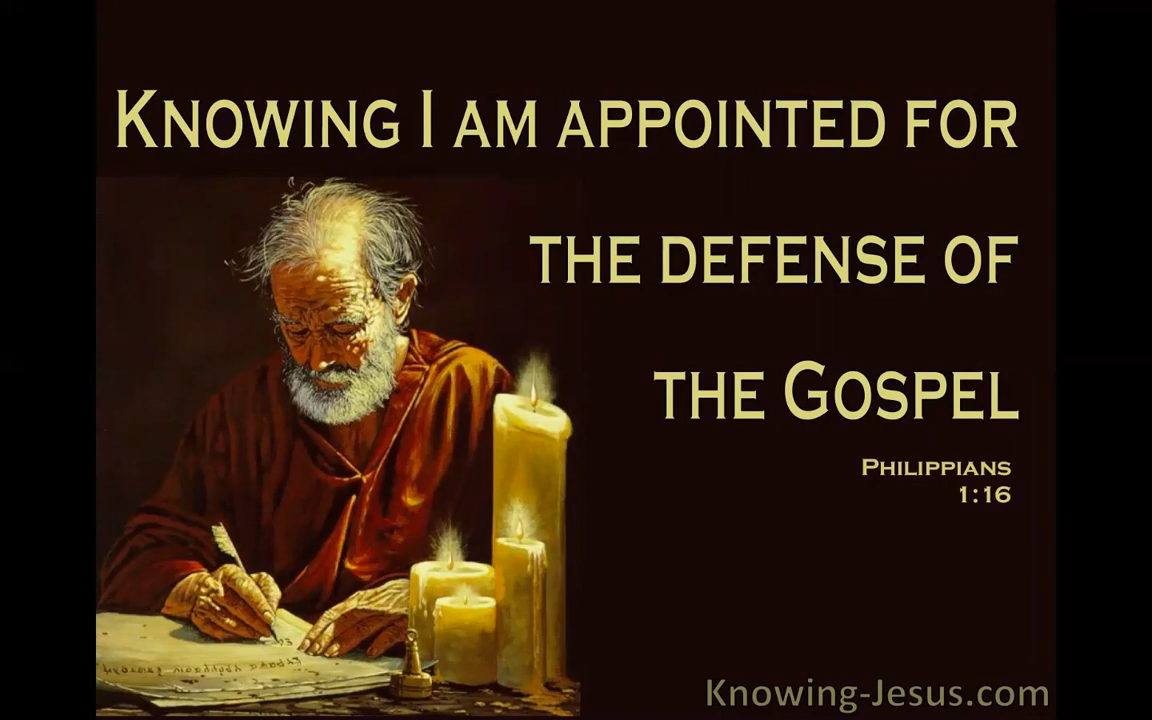 Knowing I am appointed for
the defense of
the Gospel
Philippians
1:16
Knowing-Jesus.com